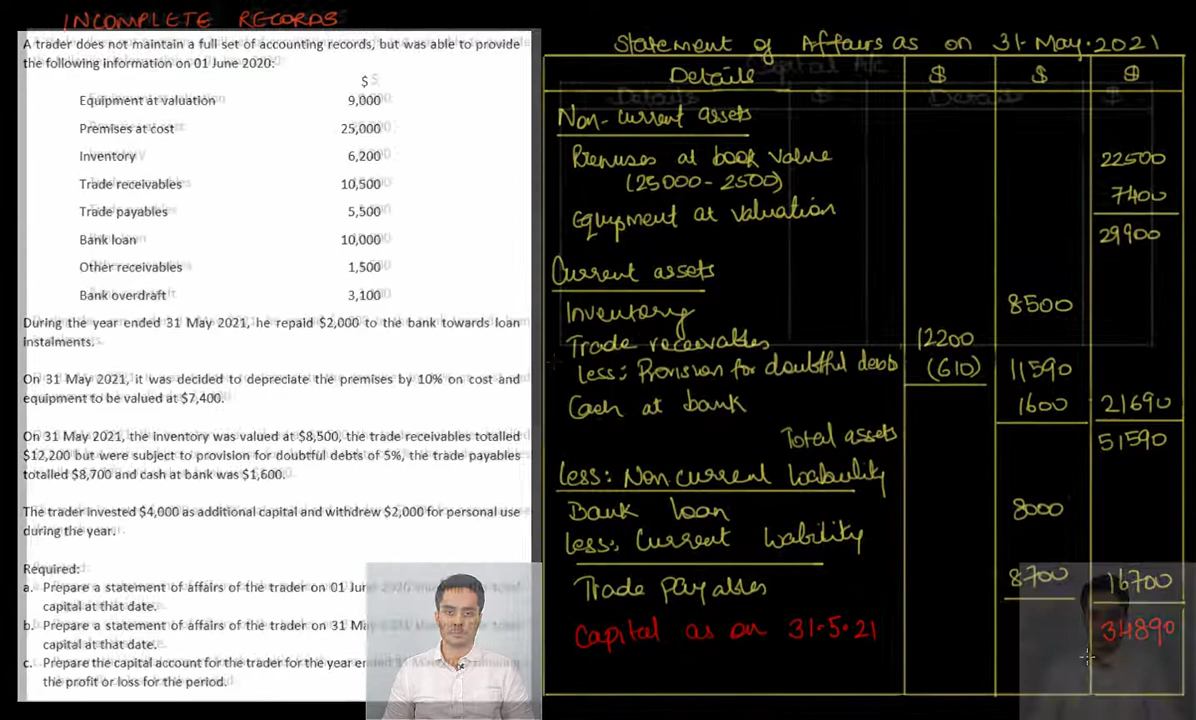 INCOMPLETE RECORDS
A trader does not maintain a full set of accounting records, but was able to provide
the following information on 01 June 2020:
$
Equipment at valuation 9,000
Premises at cost 25,000
Inventory 6,200
Trade receivables 10,500
Trade payables 5,500
Bank loan 10,000
Other receivables 1,500
Bank overdraft 3,100
During the year ended 31 May 2021, he repaid $2,000 to the bank towards loan
instalments.
On 31 May 2021, it was decided to depreciate the premises by 10% on cost and
equipment to be valued at $7,400.
On 31 May 2021, the inventory was valued at $8,500, the trade receivables totalled
$12,200 but were subject to provision for doubtful debts of 5%, the trade payables
totalled $8,700 and cash at bank was $1,600.
The trader invested $4,000 as additional capital and withdrew $2,000 for personal use
during the year.
Required:
a. Prepare a statement of affairs of the trader on 01 June
capital at that date.
b. Prepare a statement of affairs of the trader on 31 May
capital at that date.
c. Prepare the capital account for the trader for the year
the profit or loss for the period.
Statement of Affairs as on 31-May-2021
Details $ $ $
Non-current assets
Premises at book value 22500
(25000-2500)
Equipment at valuation 7400
29900
Current assets
Inventory 8500
Trade receivables 12200
less: Provision for doubtful debts (610) 11590
Cash at bank 1600 21690
Total assets 51590
less: Non current liability
Bank loan 8000
less: Current liability
Trade payables 8700 16700
Capital as on 31.5.21 34890